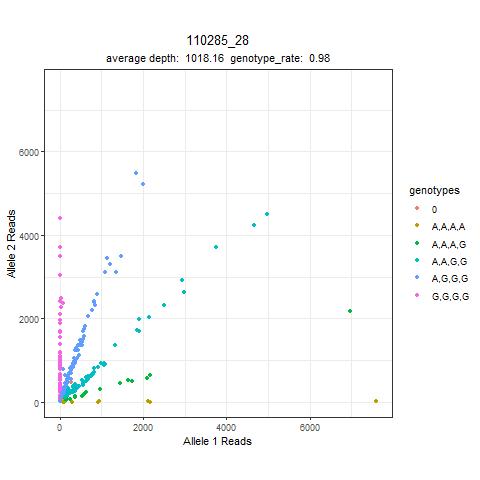 110285_28
average depth:  1018.16  genotype_rate:  0.98
Allele 2 Reads
6000
4000
2000
0
0
2000
4000
6000
Allele 1 Reads
genotypes
0
A,A,A,A
A,A,A,G
A,A,G,G
A,G,G,G
G,G,G,G